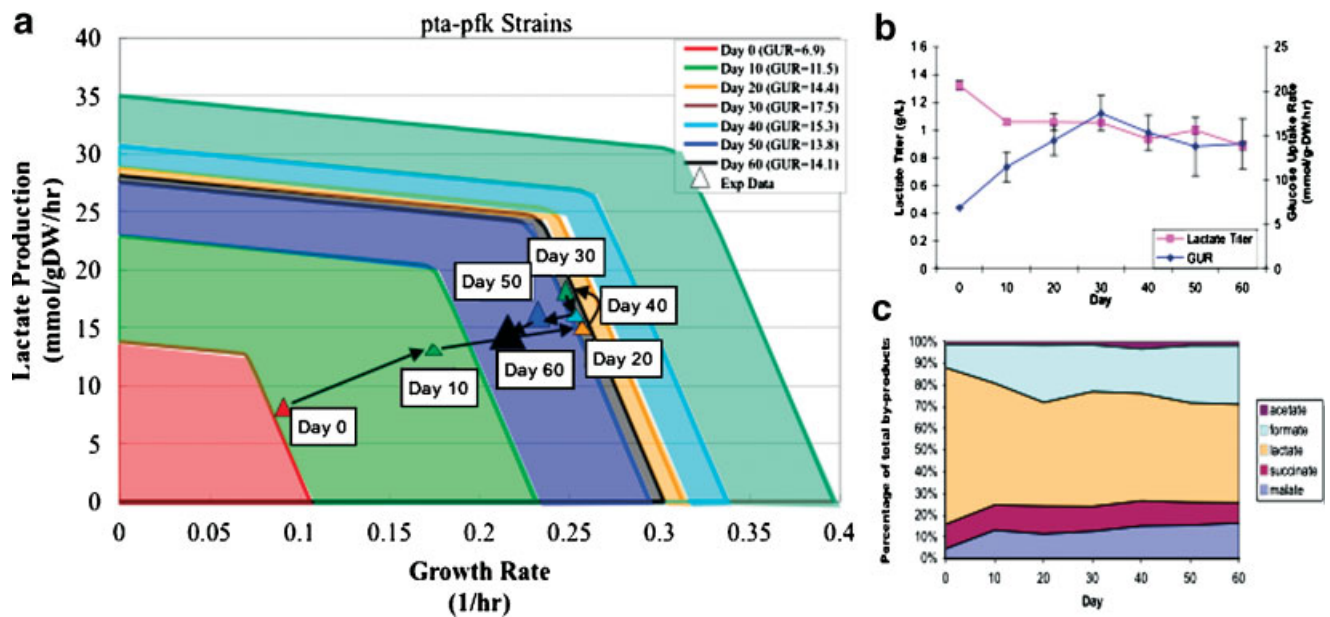 a
pta-pfk Strains
40
35
30
25
20
15
10
5
0
Lactate Production
(mmol/gDW/hr)
0
0.05
0.1
0.15
0.2
0.25
0.3
0.35
0.4
Growth Rate
(1/hr)
Day 0 (GUR=6.9)
Day 10 (GUR=11.5)
Day 20 (GUR=14.4)
Day 30 (GUR=17.5)
Day 40 (GUR=15.3)
Day 50 (GUR=13.8)
Day 60 (GUR=14.1)
Exp Data
Day 30
Day 50
Day 40
Day 20
Day 60
Day 10
Day 0
b
1.6
1.4
1.2
1
0.8
0.6
0.4
0.2
0
Lactate Titer (g/L)
25
20
15
10
5
0
Glucose Uptake Rate
(mmol/g-DW.hr)
Lactate Titer
GUR
0
10
20
30
40
50
60
Day
c
100%
90%
80%
70%
60%
50%
40%
30%
20%
10%
0%
Percentage of total by-products
acetate
formate
lactate
succinate
malate
0
10
20
30
40
50
60
Day